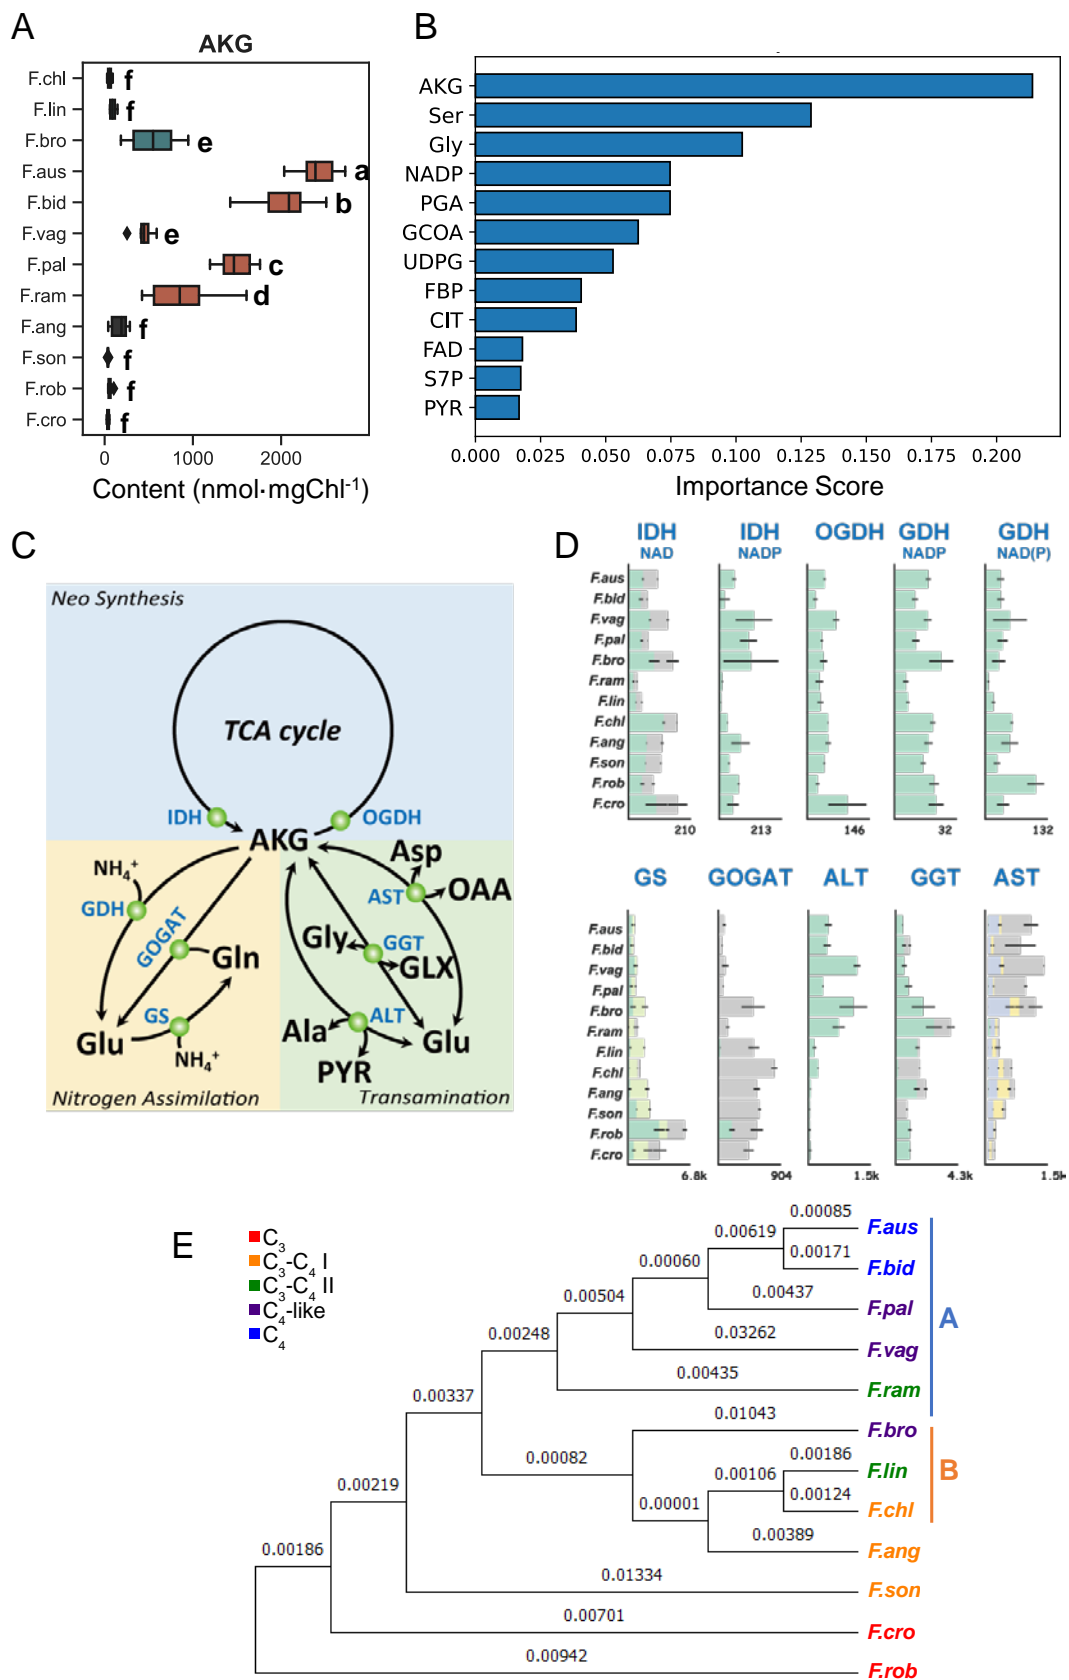 A
AKG
F.chl
f
F.lin
f
F.bro
e
F.aus
a
F.bid
b
F.vag
e
F.pal
c
F.ram
d
F.ang
f
F.son
f
F.rob
f
F.cro
f
0 1000 2000
Content (nmol·mgChl⁻¹)
B
AKG
Ser
Gly
NADP
PGA
GCOA
UDPG
FBP
CIT
FAD
S7P
PYR
0.000 0.025 0.050 0.075 0.100 0.125 0.150 0.175 0.200
Importance Score
C
Neo Synthesis
TCA cycle
IDH
OGDH
AKG
NH₄⁺
GDH
GOGAT
Gln
GS
Glu
NH₄⁺
Nitrogen Assimilation
Asp
AST
OAA
Gly
GGT
GLX
Ala
ALT
Glu
PYR
Transamination
D
IDH IDH OGDH GDH GDH
NAD NADP NADP NAD(P)
F.aus
F.bid
F.vag
F.pal
F.bro
F.ram
F.lin
F.chl
F.ang
F.son
F.rob
F.cro
210 213 146 32 132
GS GOGAT ALT GGT AST
F.aus
F.bid
F.vag
F.pal
F.bro
F.ram
F.lin
F.chl
F.ang
F.son
F.rob
F.cro
6.8k 904 1.5k 4.3k 1.5k
E
C₃
C₃-C₄ I
C₃-C₄ II
C₄-like
C₄
0.00085
F.aus
0.00619
0.00171
F.bid
0.00060
0.00437
F.pal
A
0.00504
0.03262
F.vag
0.00248
0.00435
F.ram
0.00337
0.01043
F.bro
0.00082
0.00186
F.lin
B
0.00106
0.00124
F.chl
0.00001
0.00389
F.ang
0.00219
0.01334
F.son
0.00186
0.00701
F.cro
0.00942
F.rob